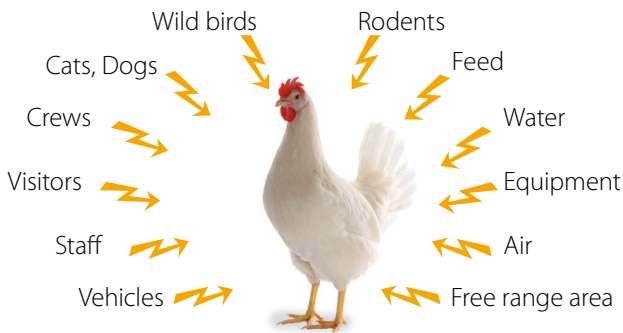 Wild birds
Rodents
Cats, Dogs
Feed
Crews
Water
Visitors
Equipment
Staff
Air
Vehicles
Free range area